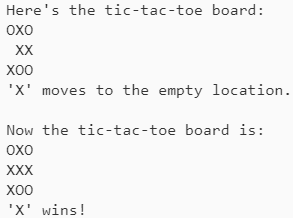 Here's the tic-tac-toe board:
OXO
 XX
XOO
'X' moves to the empty location.

Now the tic-tac-toe board is:
OXO
XXX
XOO
'X' wins!